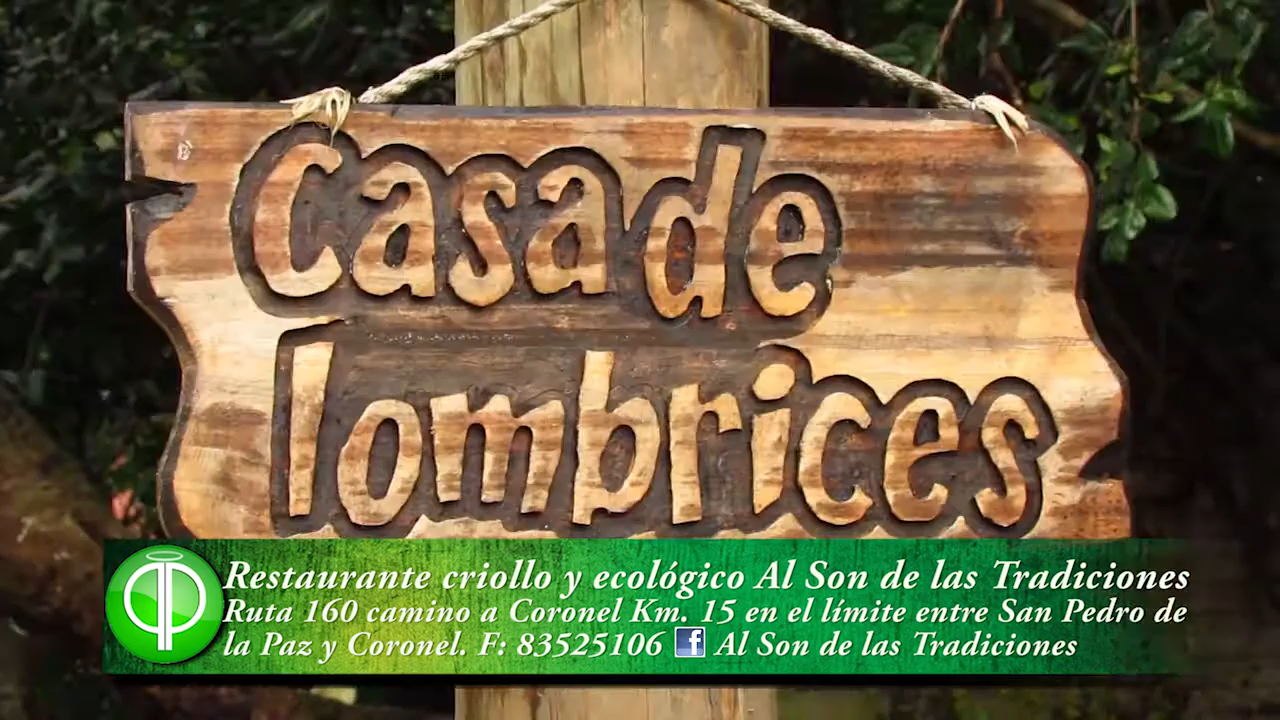 Casa de
lombrices
Restaurante criollo y ecológico Al Son de las Tradiciones
Ruta 160 camino a Coronel Km. 15 en el límite entre San Pedro de
la Paz y Coronel. F: 83525106 f Al Son de las Tradiciones